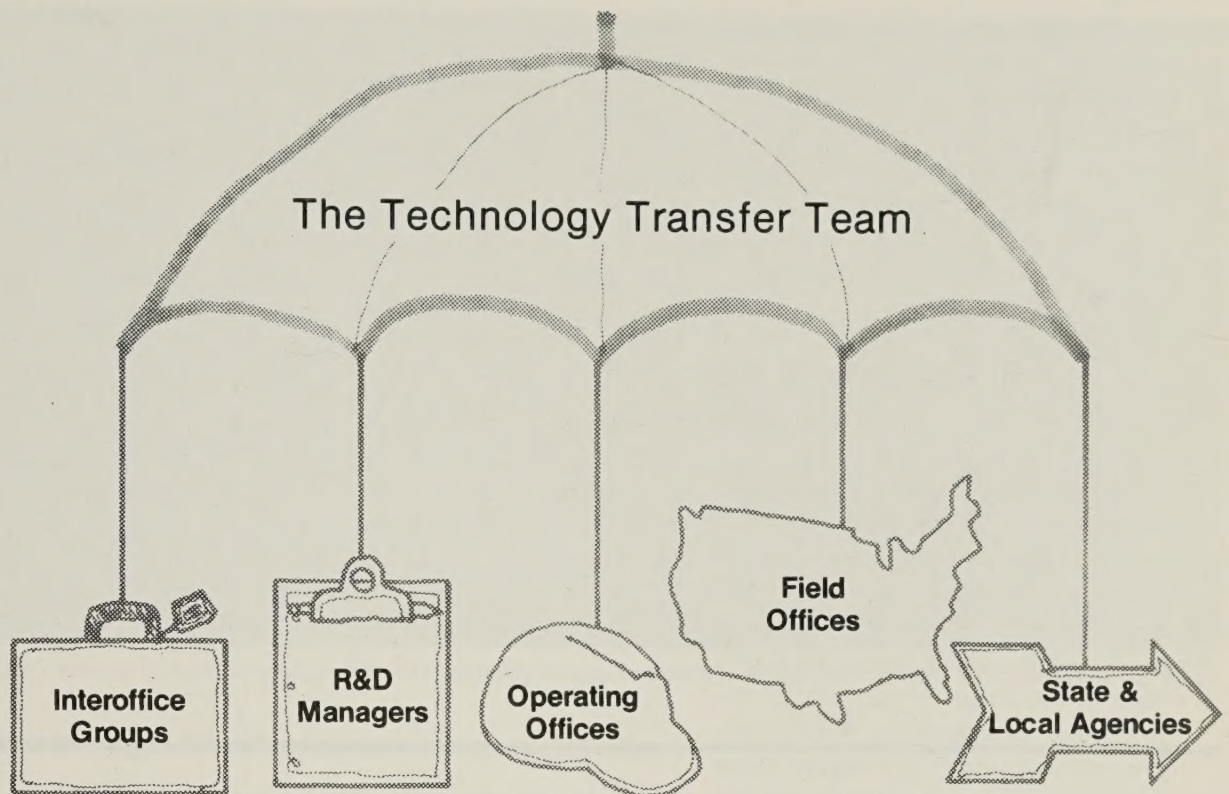 The Technology Transfer Team
Interoffice
Groups
R&D
Managers
Operating
Offices
Field
Offices
State &
Local Agencies